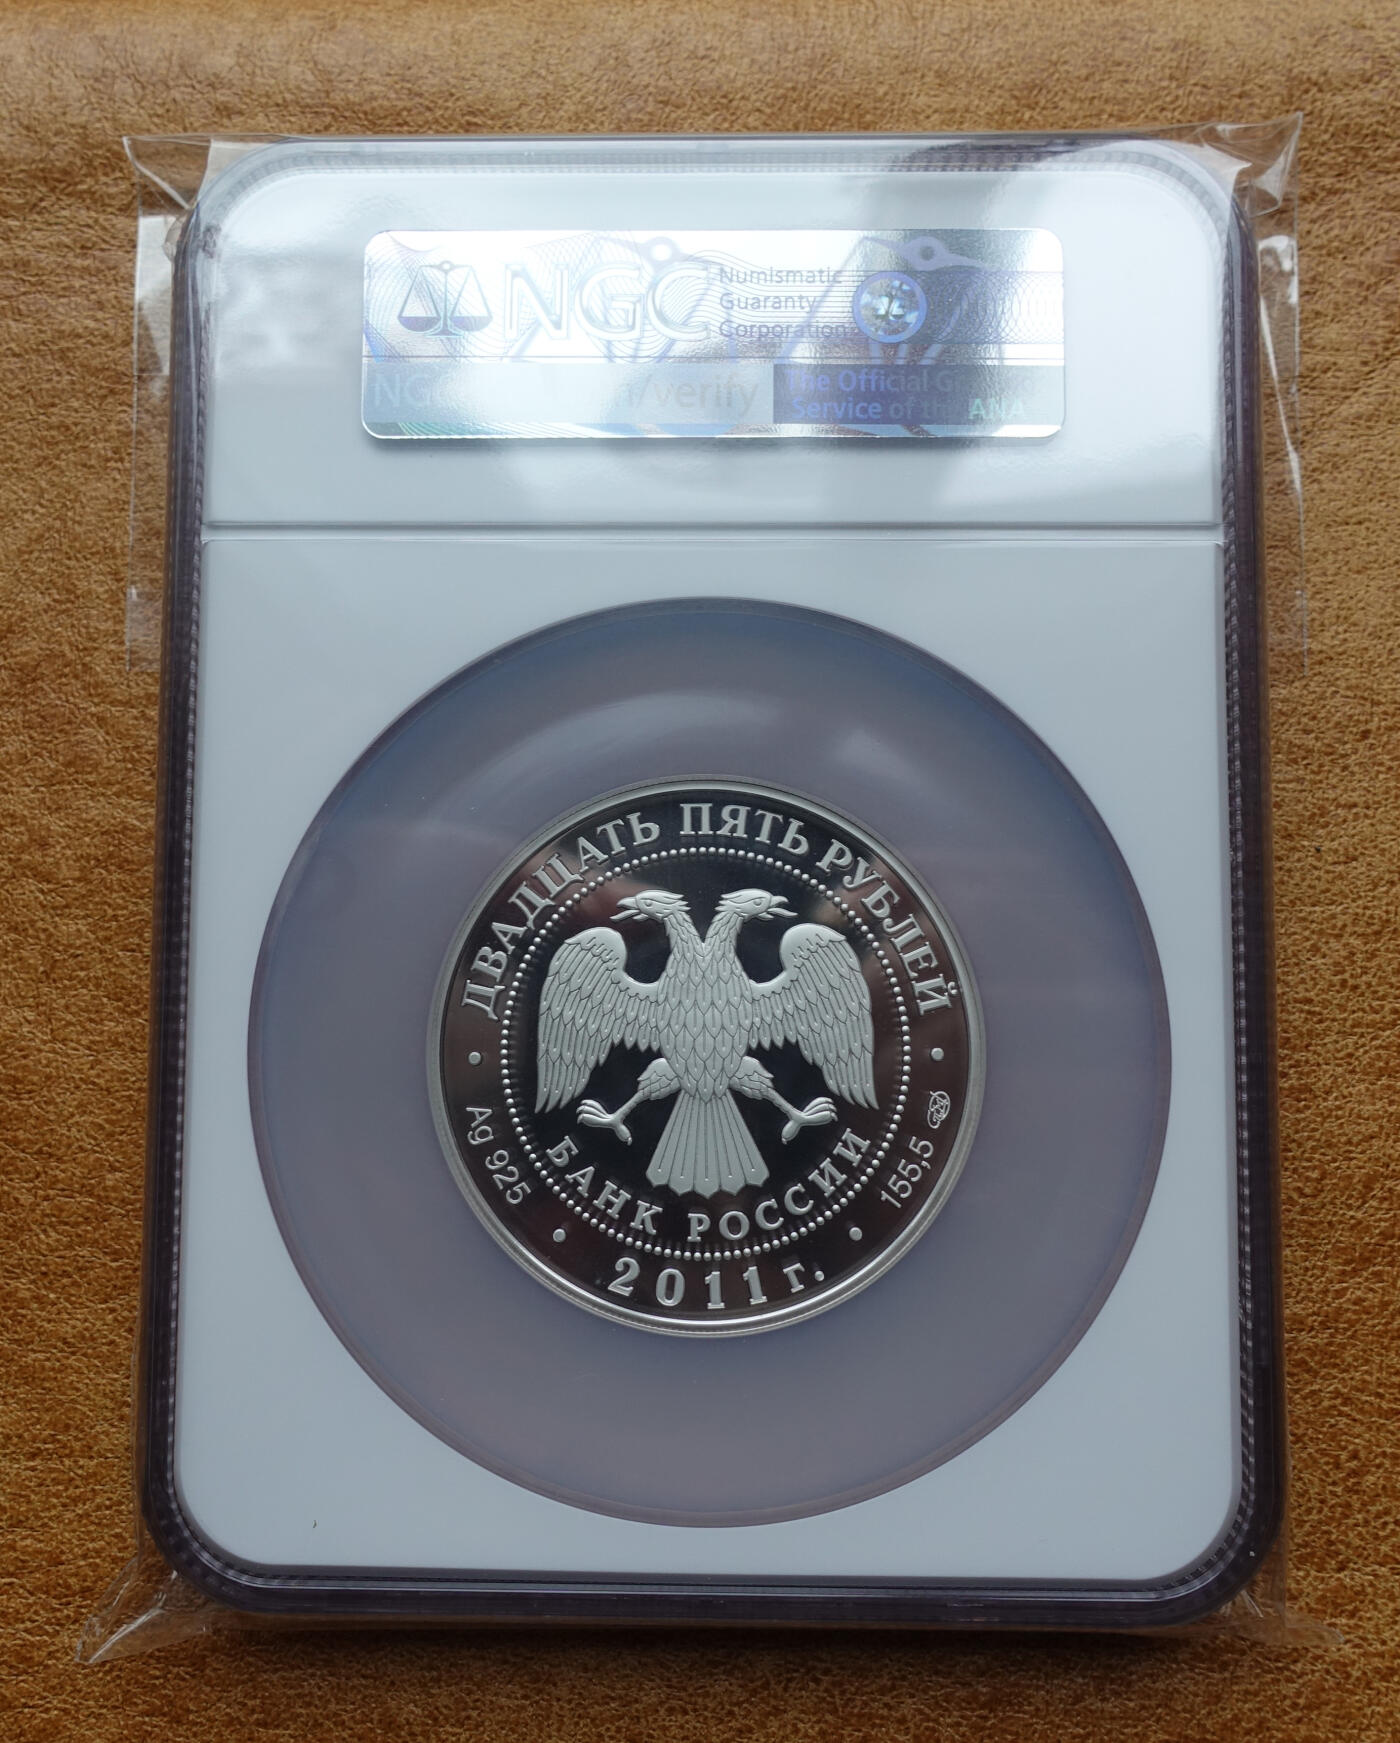 NGC
Numismatic
Guaranty
Corporation
/verify
The Official
Service of the ANA
ДВАДЦАТЬ ПЯТЬ РУБЛЕЙ
БАНК РОССИИ
Ag 925
155,5
2011 г.